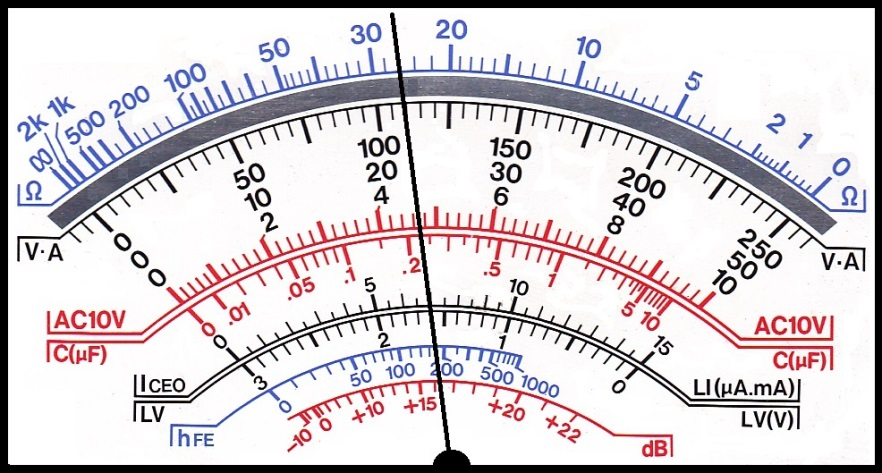 30 20
50 10
100 5
200 2
500 1
2k 1k 0
∞
Ω Ω
100 150
50 100 20 30 200
10 20 40
2 4 6 8 250
0 50
0 10
0
V·A V·A
0 .01 .05 .1 .2 .5 1 5 10
AC10V AC10V
C(μF) C(μF)
0 5 10 15
3 2 1 0
ICEO LI(μA.mA)
LV LV(V)
0 50 100 200 500 1000
hFE
-10 0 +10 +15 +20 +22
dB